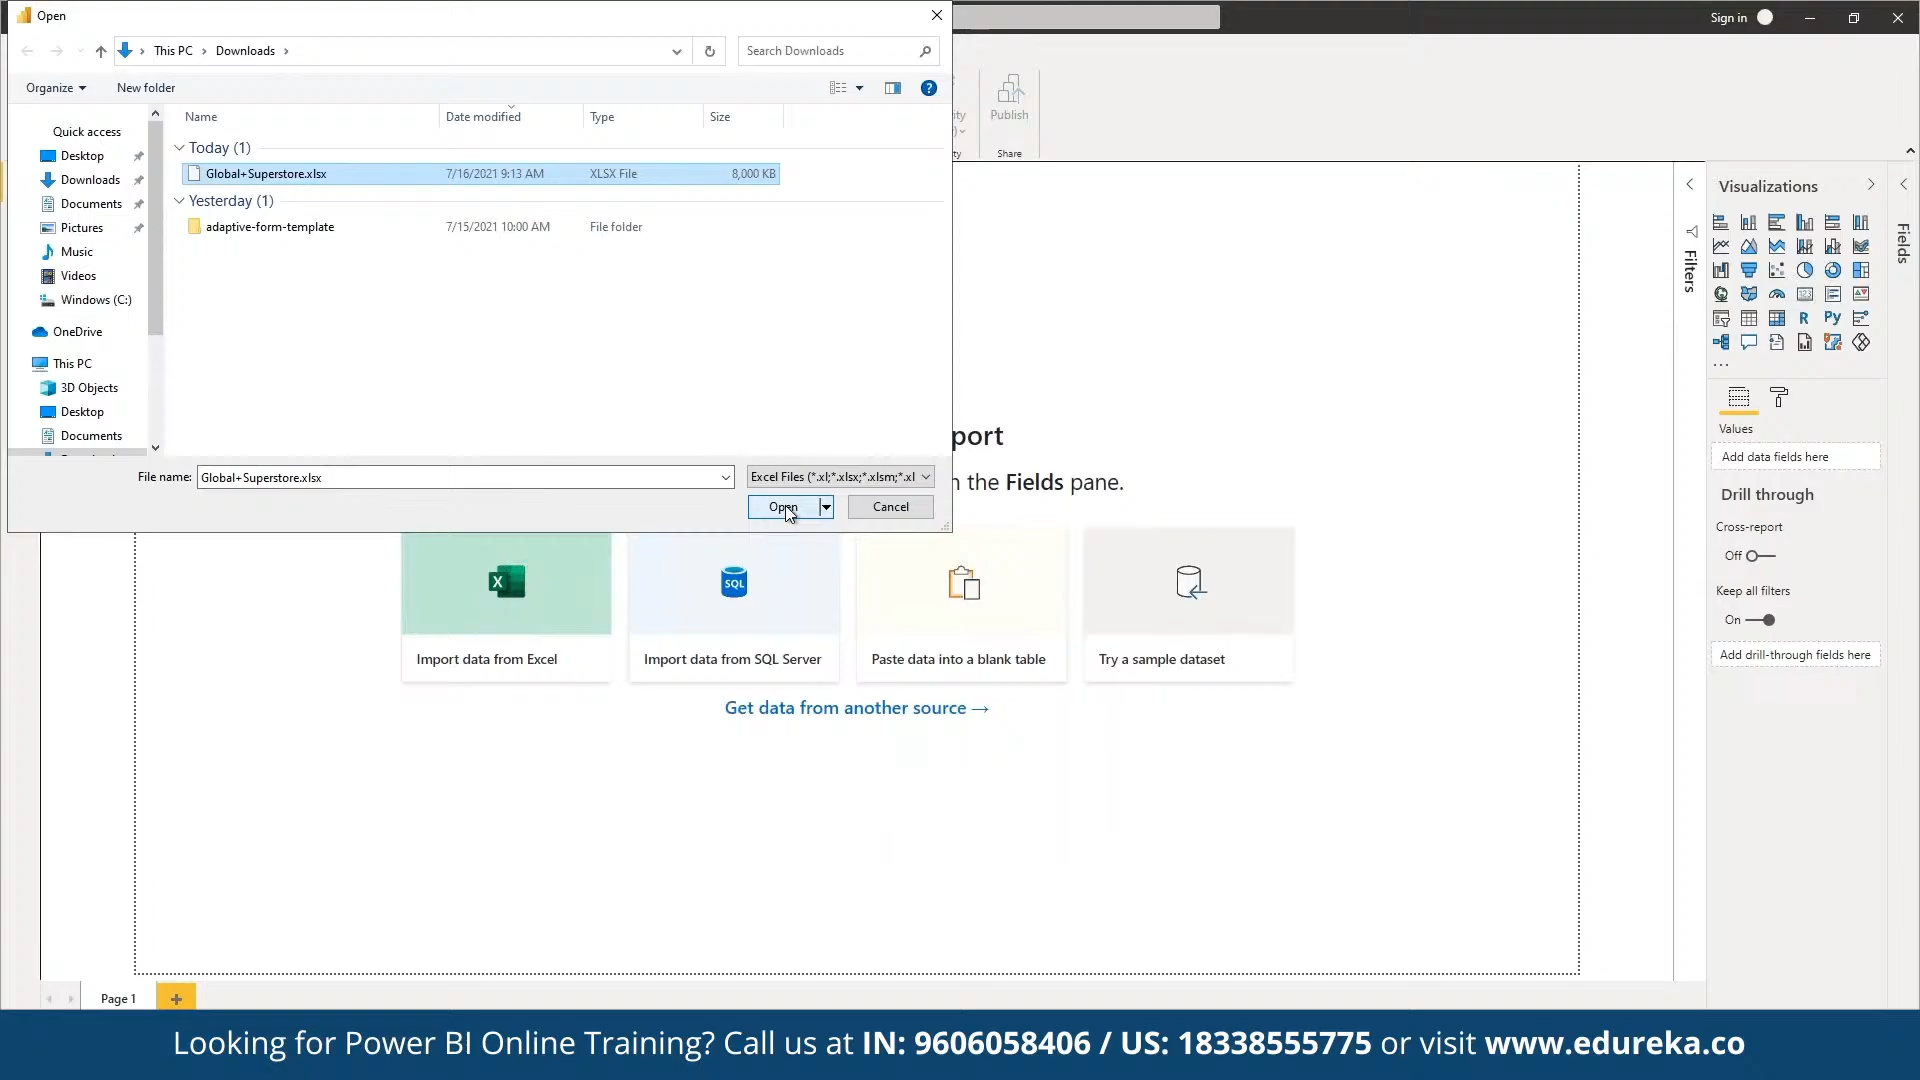 Open
Sign in
This PC
Downloads
Search Downloads
Organize
New folder
Name
Date modified
Type
Size
Quick access
Desktop
Downloads
Documents
Pictures
Music
Videos
Windows (C:)
OneDrive
This PC
3D Objects
Desktop
Documents
Today (1)
Global+Superstore.xlsx 7/16/2021 9:13 AM XLSX File 8,000 KB
Yesterday (1)
adaptive-form-template 7/15/2021 10:00 AM File folder
File name: Global+Superstore.xlsx
Excel Files (*.xl;*.xlsx;*.xlsm;*.xl
Open
Cancel
Publish
Share
port
the Fields pane.
X
SQL
Import data from Excel
Import data from SQL Server
Paste data into a blank table
Try a sample dataset
Get data from another source →
Filters
Visualizations
R
Py
123
...
Values
Add data fields here
Drill through
Cross-report
Off
Keep all filters
On
Add drill-through fields here
Fields
Page 1
Looking for Power BI Online Training? Call us at IN: 9606058406 / US: 18338555775 or visit www.edureka.co